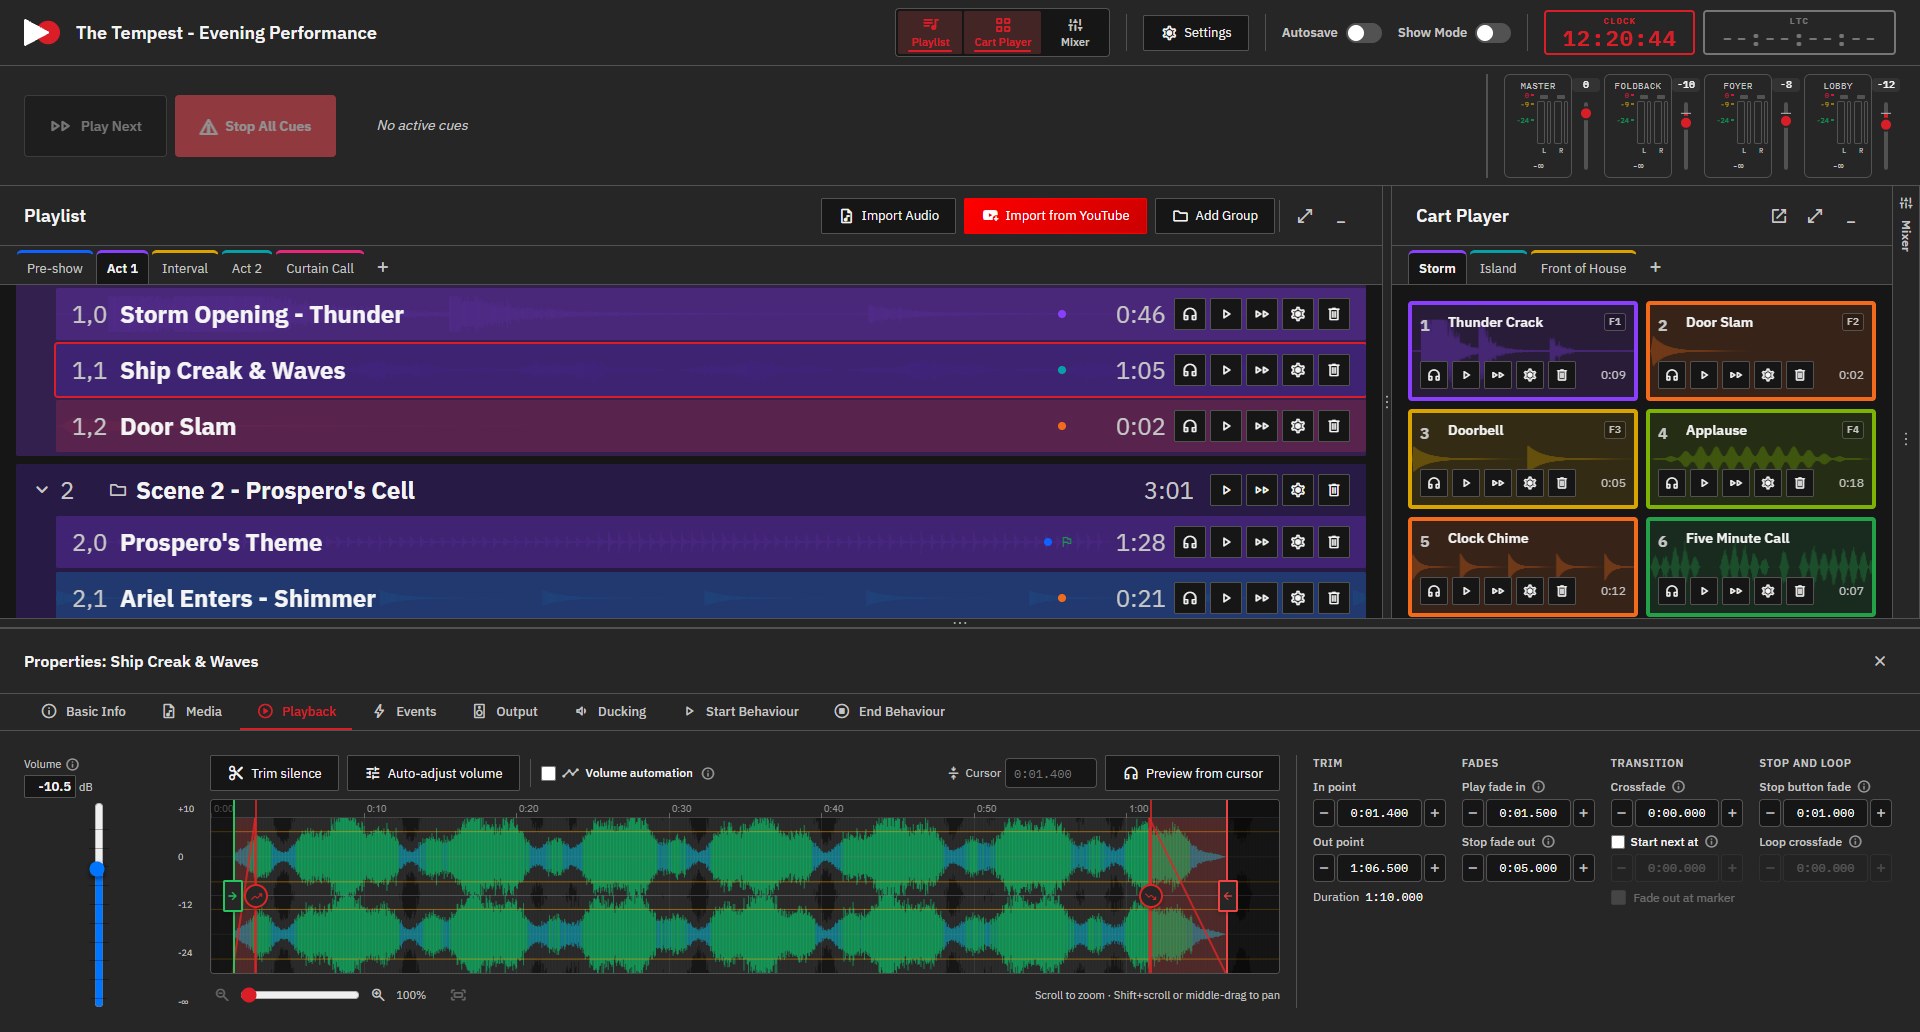 The Tempest - Evening Performance
Playlist
Cart Player
Mixer
Settings
Autosave
Show Mode
CLOCK
12:20:44
LTC
--:--:--:--
Play Next
Stop All Cues
No active cues
MASTER 0
0
-9
-24
L R
-∞
FOLDBACK -10
0
-9
-24
L R
-∞
FOYER -8
0
-9
-24
L R
-∞
LOBBY -12
0
-9
-24
L R
-∞
Playlist
Import Audio
Import from YouTube
Add Group
Pre-show
Act 1
Interval
Act 2
Curtain Call
+
1,0 Storm Opening - Thunder 0:46
1,1 Ship Creak & Waves 1:05
1,2 Door Slam 0:02
2 Scene 2 - Prospero's Cell 3:01
2,0 Prospero's Theme 1:28
2,1 Ariel Enters - Shimmer 0:21
Cart Player
Storm
Island
Front of House
+
1 Thunder Crack F1
0:09
2 Door Slam F2
0:02
3 Doorbell F3
0:05
4 Applause F4
0:18
5 Clock Chime
0:12
6 Five Minute Call
0:07
Mixer
Properties: Ship Creak & Waves
Basic Info
Media
Playback
Events
Output
Ducking
Start Behaviour
End Behaviour
Volume
-10.5 dB
+10
0
-12
-24
-∞
Trim silence
Auto-adjust volume
Volume automation
Cursor 0:01.400
Preview from cursor
0:00 0:10 0:20 0:30 0:40 0:50 1:00
100%
Scroll to zoom · Shift+scroll or middle-drag to pan
TRIM
In point
− 0:01.400 +
Out point
− 1:06.500 +
Duration 1:10.000
FADES
Play fade in
− 0:01.500 +
Stop fade out
− 0:05.000 +
TRANSITION
Crossfade
− 0:00.000 +
Start next at
− 0:00.000 +
Fade out at marker
STOP AND LOOP
Stop button fade
− 0:01.000 +
Loop crossfade
− 0:00.000 +